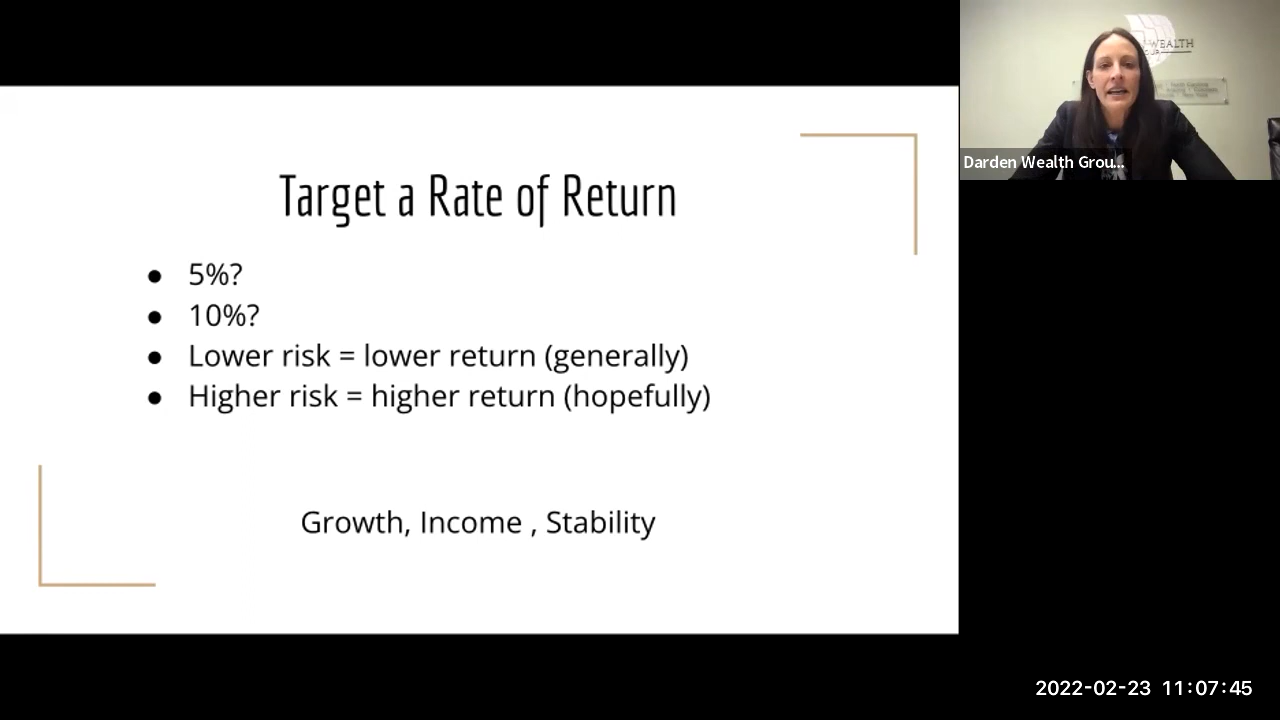 Target a Rate of Return
● 5%?
● 10%?
● Lower risk = lower return (generally)
● Higher risk = higher return (hopefully)
Growth, Income , Stability
WEALTH
Darden Wealth Grou...
2022-02-23 11:07:45